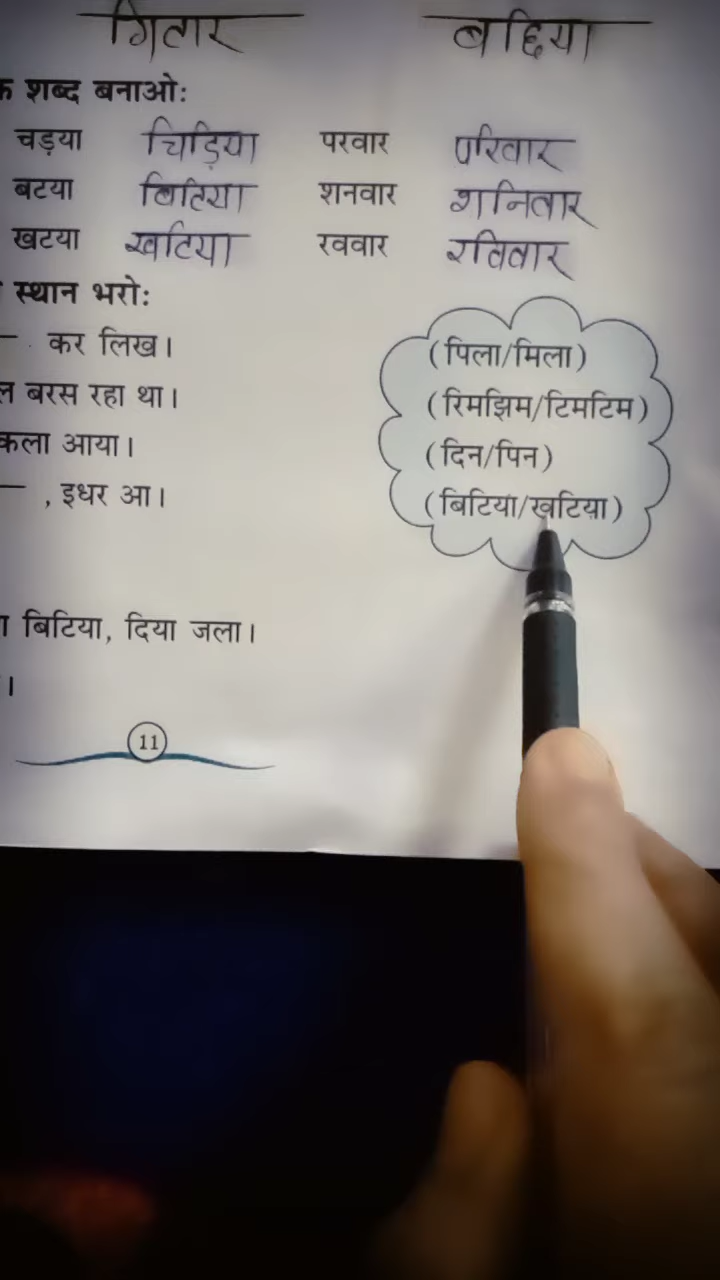 गितार बछिया
शब्द बनाओ:
चड़या चिड़िया परवार परिवार
बटया बिटिया शनवार शनिवार
खटया खटिया रववार रविवार
स्थान भरो:
कर लिख। (पिला/मिला)
बरस रहा था। (रिमझिम/टिमटिम)
कला आया। (दिन/पिन)
, इधर आ। (बिटिया/खटिया)
बिटिया, दिया जला।
।
11